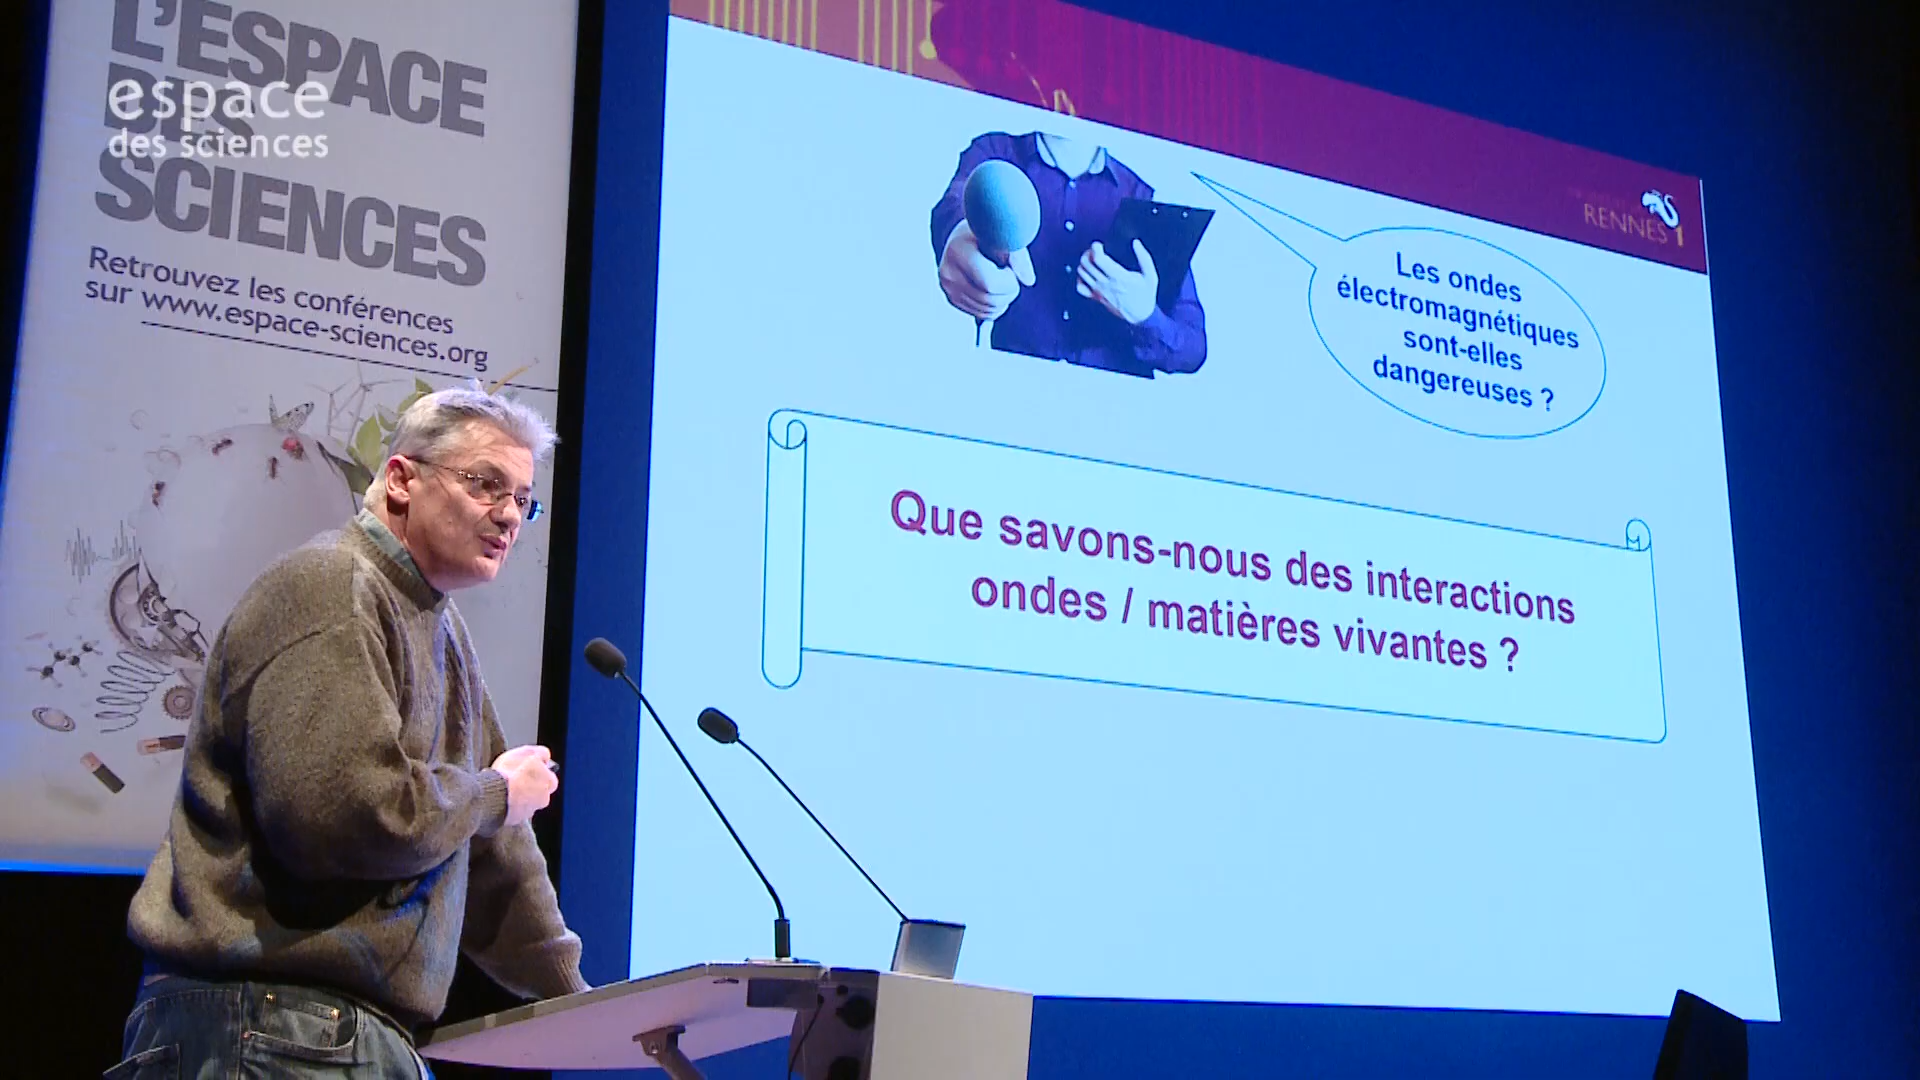 L'ESPACE
DES
SCIENCES
espace
des sciences
Retrouvez les conférences
sur www.espace-sciences.org
RENNES 1
Les ondes
électromagnétiques
sont-elles
dangereuses ?
Que savons-nous des interactions
ondes / matières vivantes ?